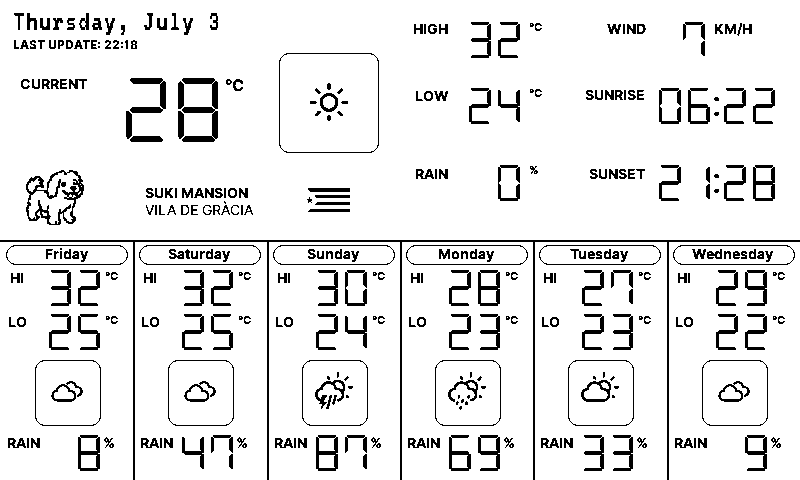 Thursday, July 3
LAST UPDATE: 22:18
CURRENT 28 °C
SUKI MANSION
VILA DE GRÀCIA
HIGH 32 °C
LOW 24 °C
RAIN 0 %
WIND 7 KM/H
SUNRISE 06:22
SUNSET 21:28
Friday
HI 32 °C
LO 25 °C
RAIN 8 %
Saturday
HI 32 °C
LO 25 °C
RAIN 47 %
Sunday
HI 30 °C
LO 24 °C
RAIN 87 %
Monday
HI 28 °C
LO 23 °C
RAIN 69 %
Tuesday
HI 27 °C
LO 23 °C
RAIN 33 %
Wednesday
HI 29 °C
LO 22 °C
RAIN 9 %